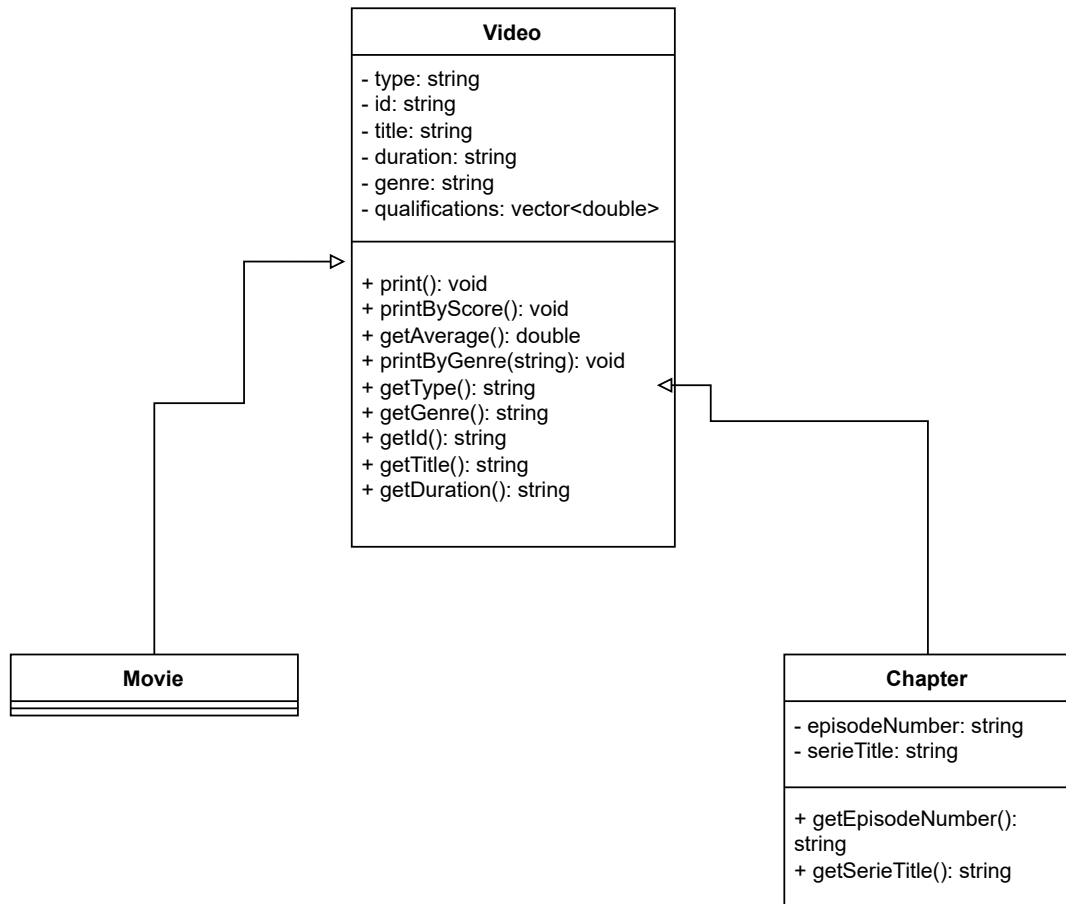 Video
- type: string
- id: string
- title: string
- duration: string
- genre: string
- qualifications: vector<double>
+ print(): void
+ printByScore(): void
+ getAverage(): double
+ printByGenre(string): void
+ getType(): string
+ getGenre(): string
+ getId(): string
+ getTitle(): string
+ getDuration(): string
Movie
Chapter
- episodeNumber: string
- serieTitle: string
+ getEpisodeNumber():
string
+ getSerieTitle(): string